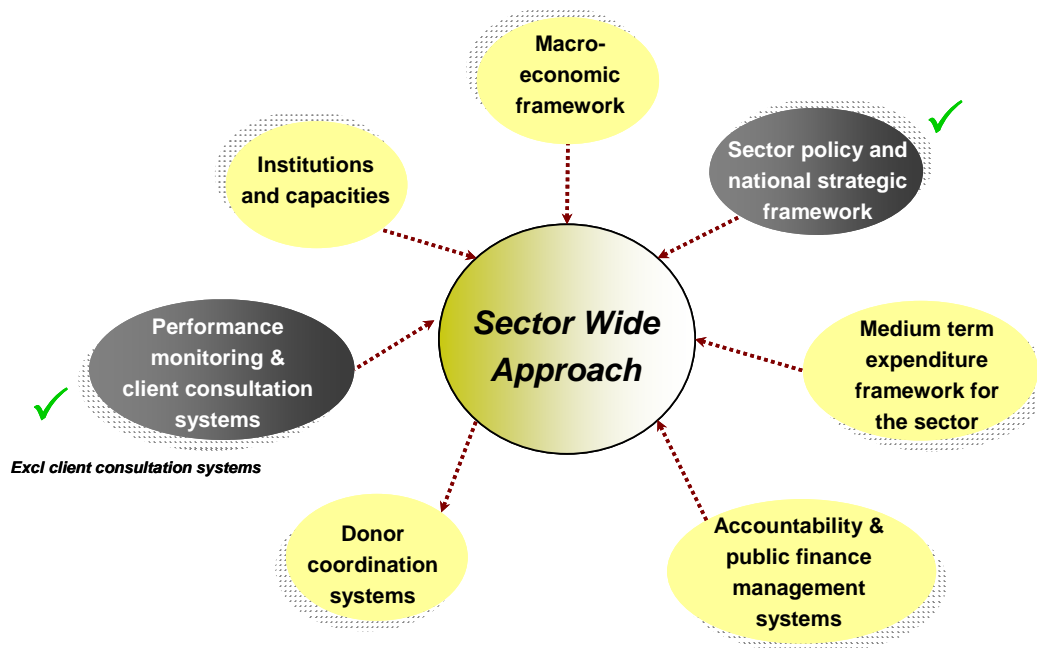 Macro-
economic
framework
Sector policy and
national strategic
framework
Institutions
and capacities
Sector Wide
Approach
Performance
monitoring &
client consultation
systems
Excl client consultation systems
Medium term
expenditure
framework for
the sector
Donor
coordination
systems
Accountability &
public finance
management
systems